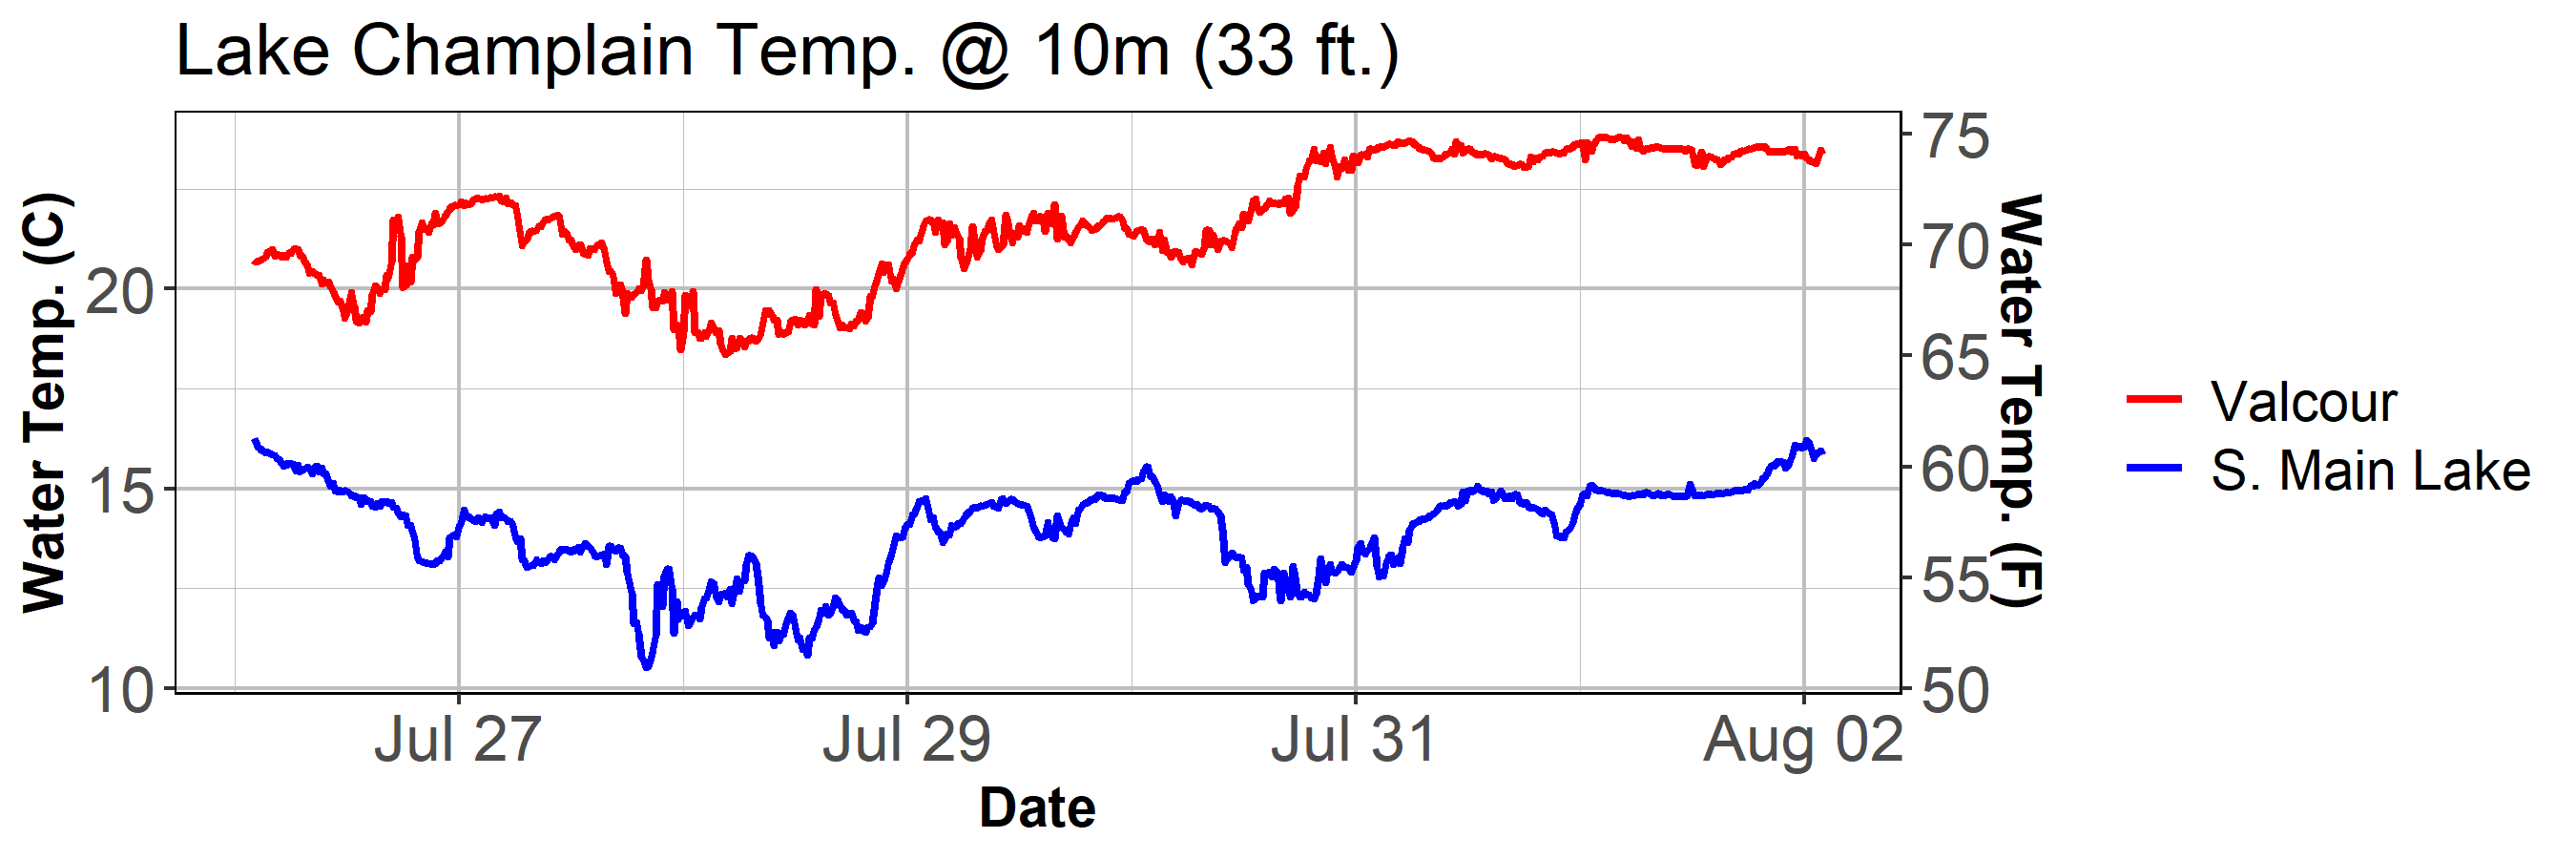 Lake Champlain Temp. @ 10m (33 ft.)
Water Temp. (C)
20
15
10
75
70
65
60
55
50
Water Temp. (F)
Jul 27
Jul 29
Jul 31
Aug 02
Date
Valcour
S. Main Lake